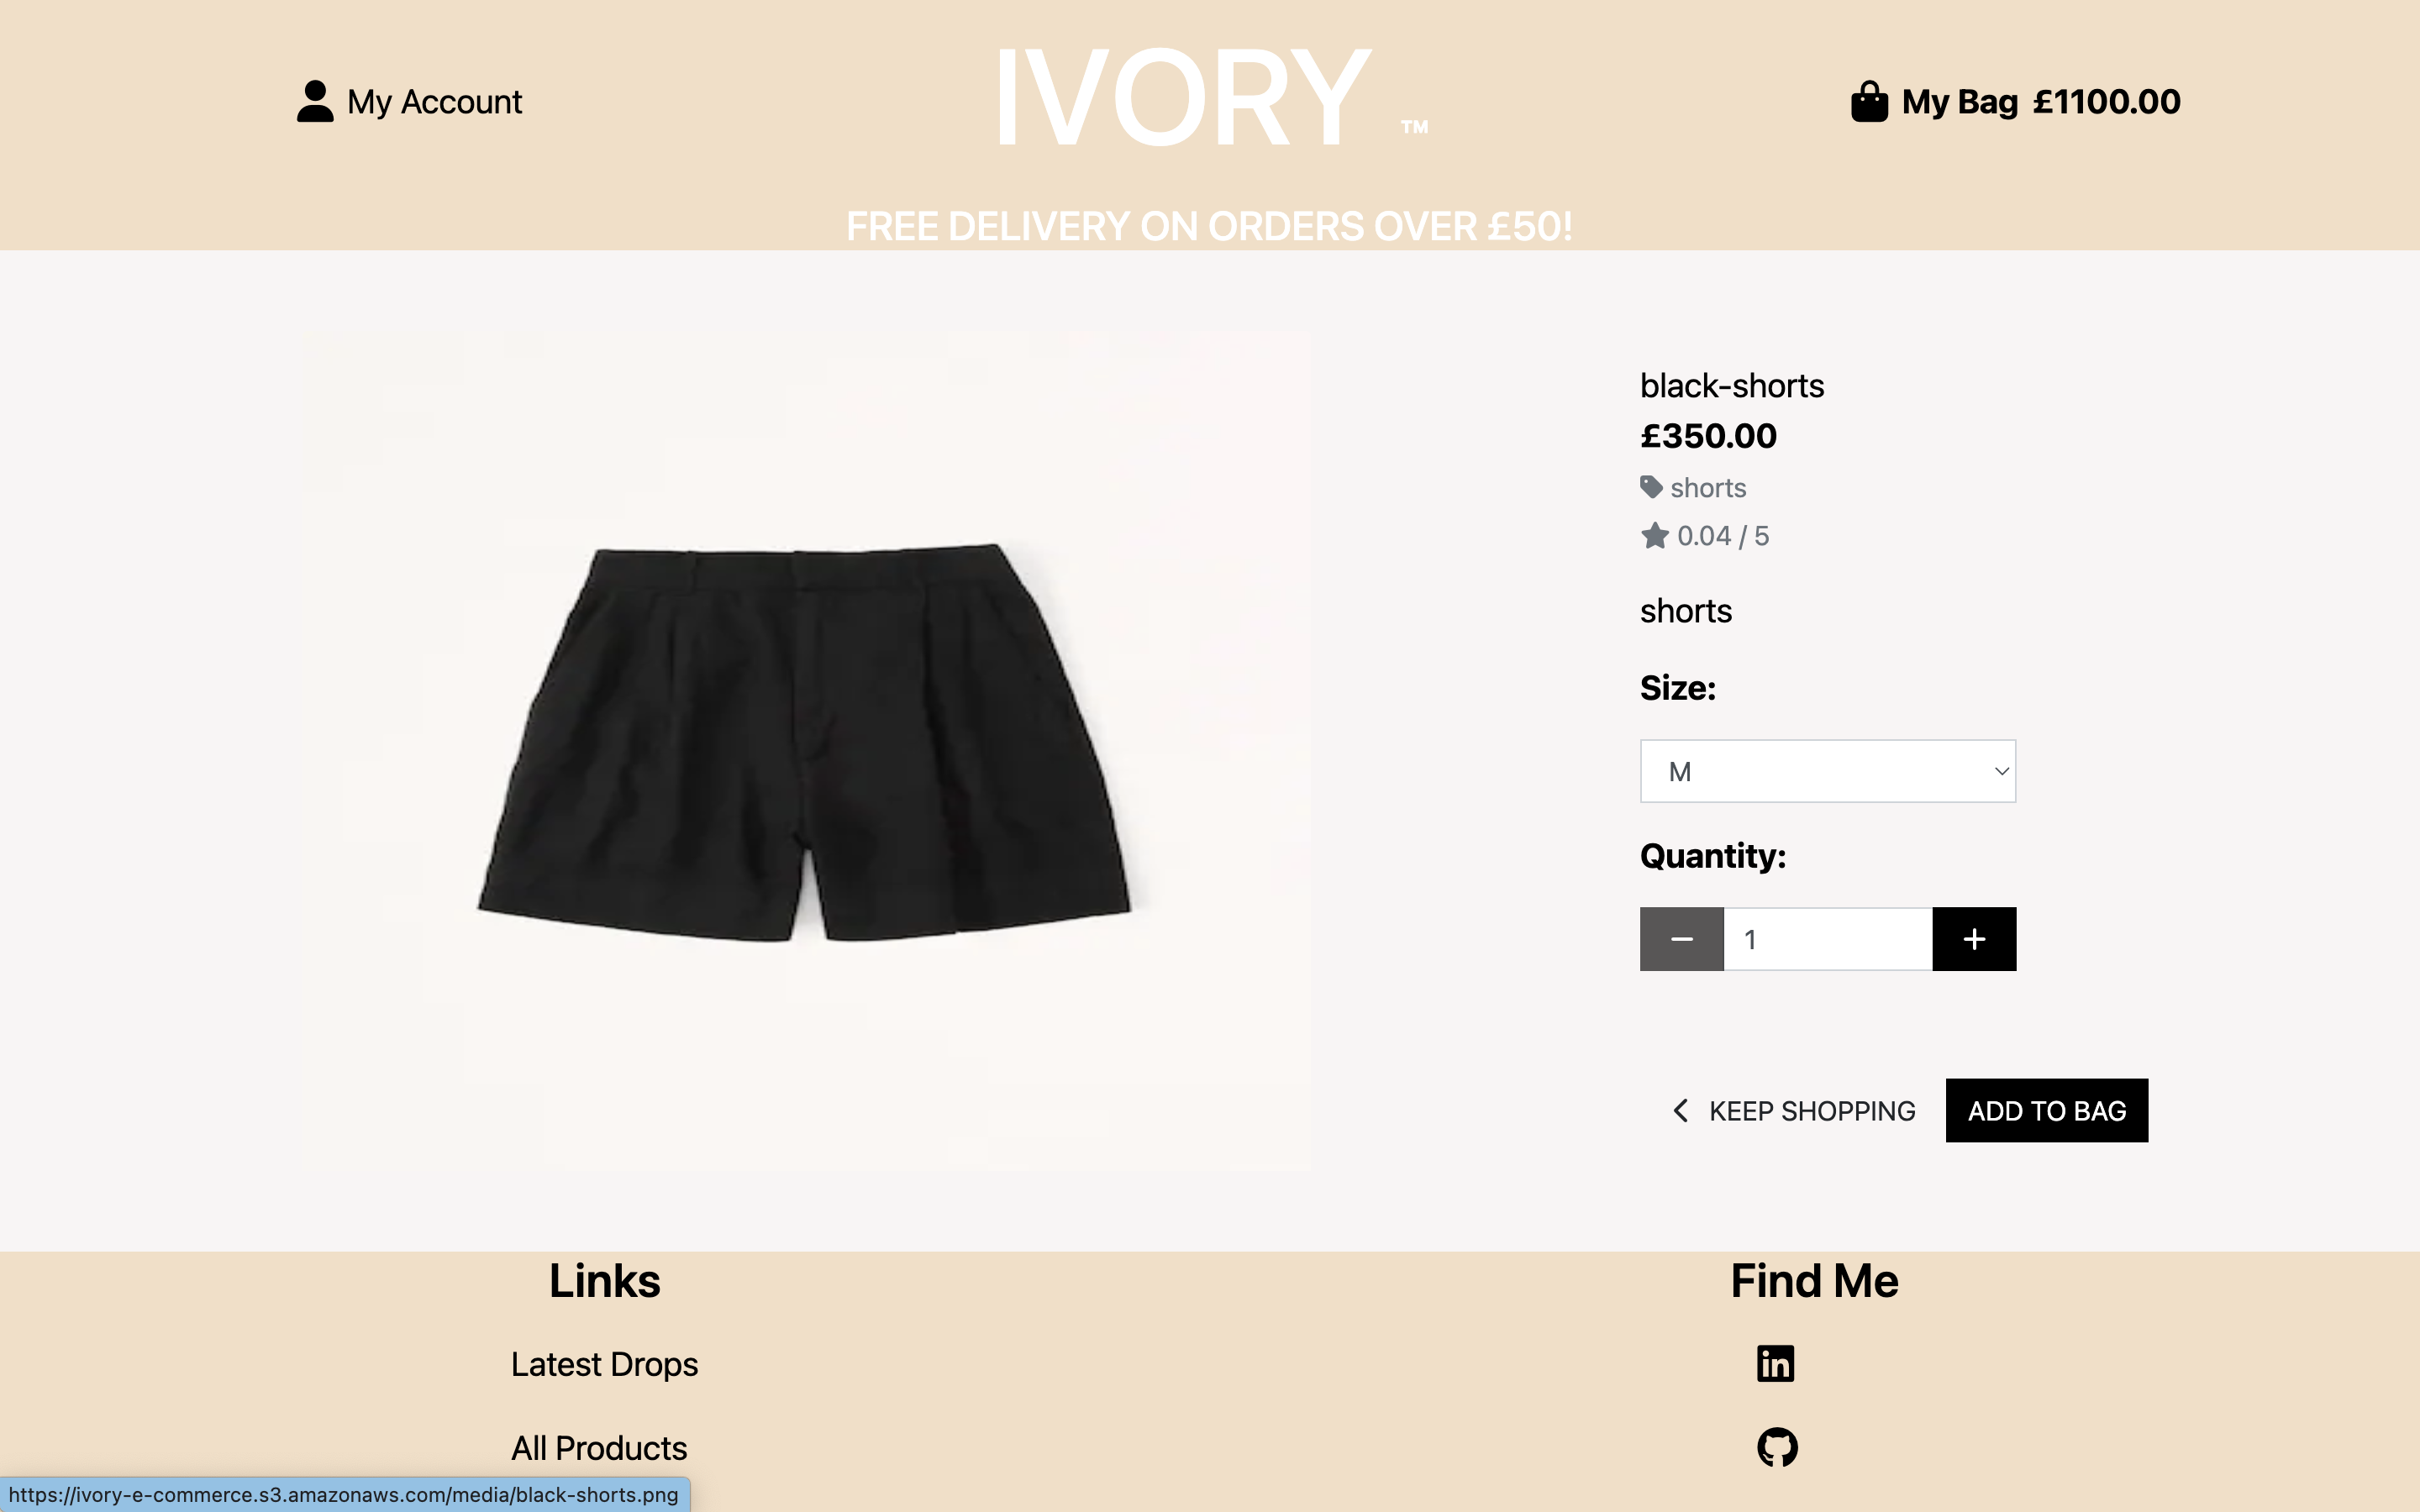 My Account
IVORY ™
My Bag £1100.00
FREE DELIVERY ON ORDERS OVER £50!
black-shorts
£350.00
shorts
0.04 / 5
shorts
Size:
M
Quantity:
1
KEEP SHOPPING
ADD TO BAG
Links
Latest Drops
All Products
Find Me
in
https://ivory-e-commerce.s3.amazonaws.com/media/black-shorts.png